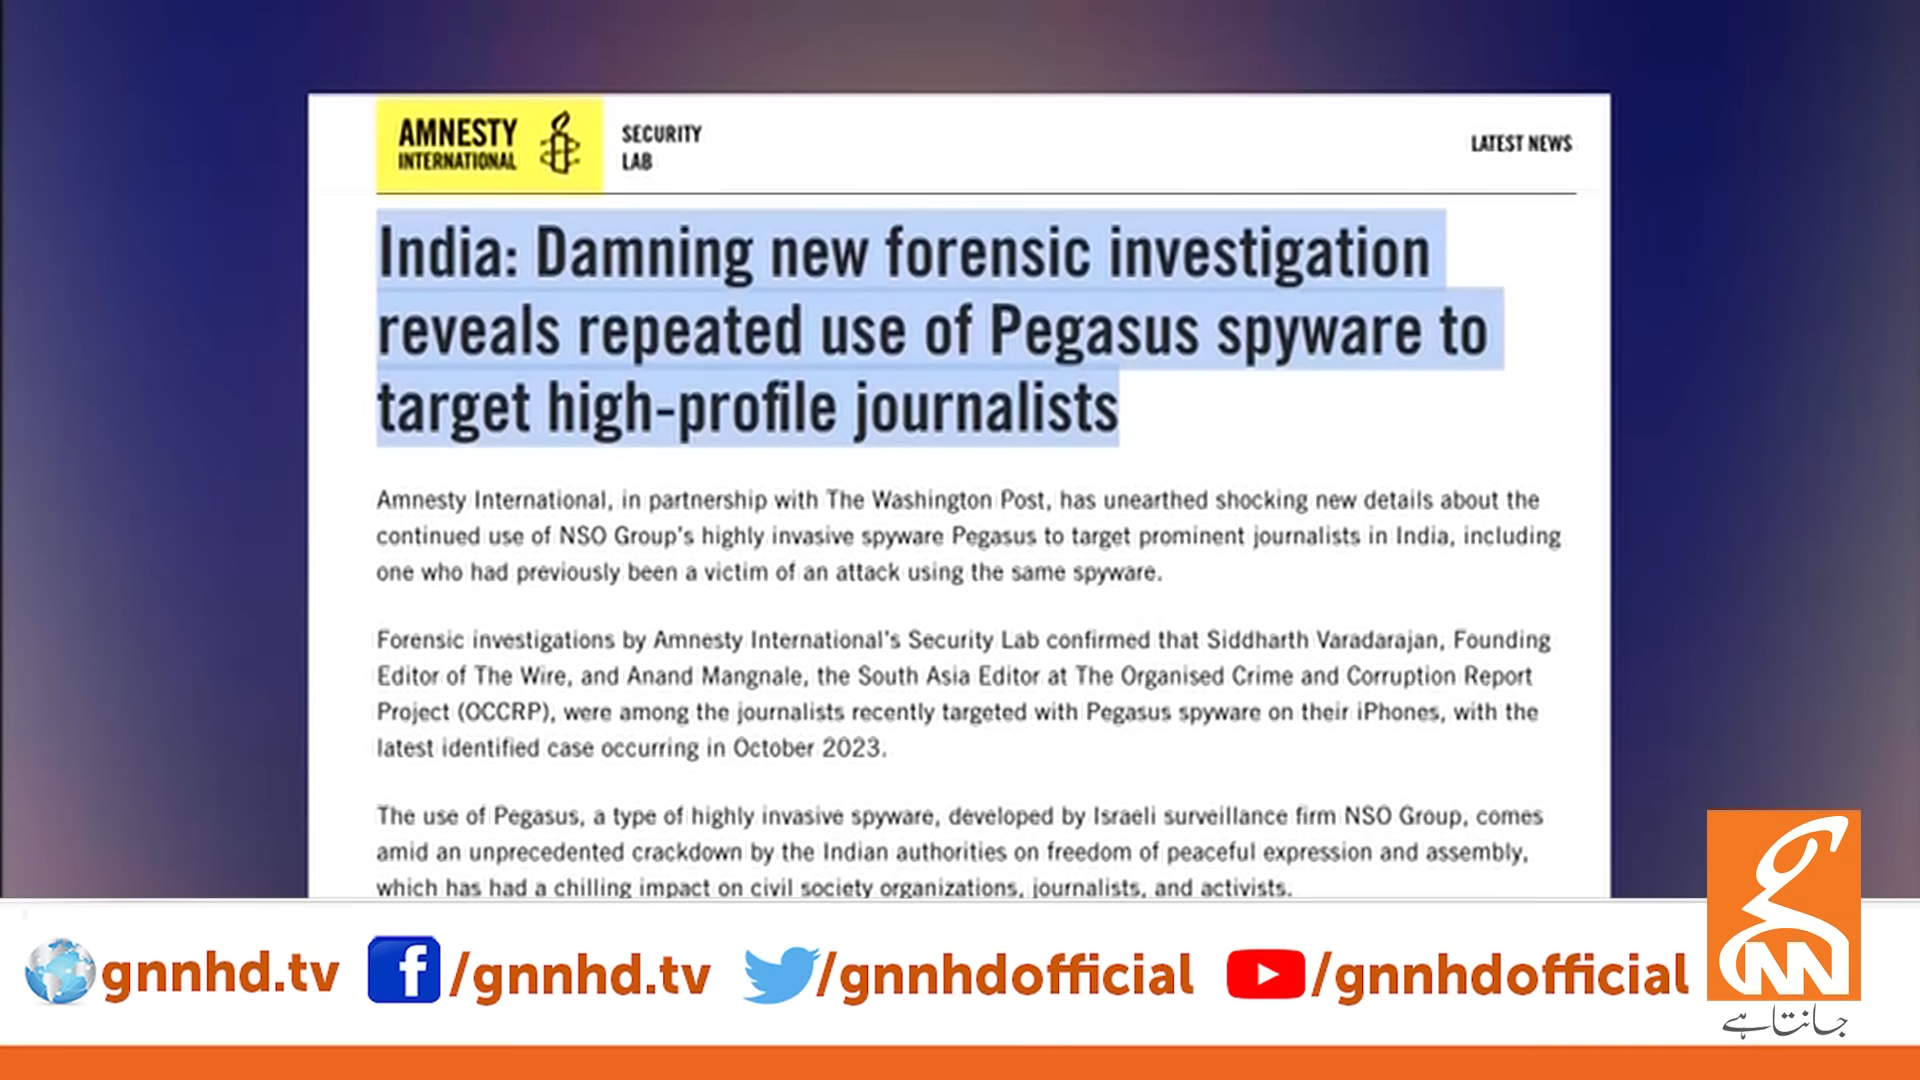 AMNESTY
INTERNATIONAL
SECURITY
LAB
LATEST NEWS
India: Damning new forensic investigation
reveals repeated use of Pegasus spyware to
target high-profile journalists
Amnesty International, in partnership with The Washington Post, has unearthed shocking new details about the
continued use of NSO Group's highly invasive spyware Pegasus to target prominent journalists in India, including
one who had previously been a victim of an attack using the same spyware.
Forensic investigations by Amnesty International's Security Lab confirmed that Siddharth Varadarajan, Founding
Editor of The Wire, and Anand Mangnale, the South Asia Editor at The Organised Crime and Corruption Report
Project (OCCRP), were among the journalists recently targeted with Pegasus spyware on their iPhones, with the
latest identified case occurring in October 2023.
The use of Pegasus, a type of highly invasive spyware, developed by Israeli surveillance firm NSO Group, comes
amid an unprecedented crackdown by the Indian authorities on freedom of peaceful expression and assembly,
which has had a chilling impact on civil society organizations, journalists, and activists.
gnnhd.tv f/gnnhd.tv /gnnhdofficial /gnnhdofficial
GNN
جانتا ہے